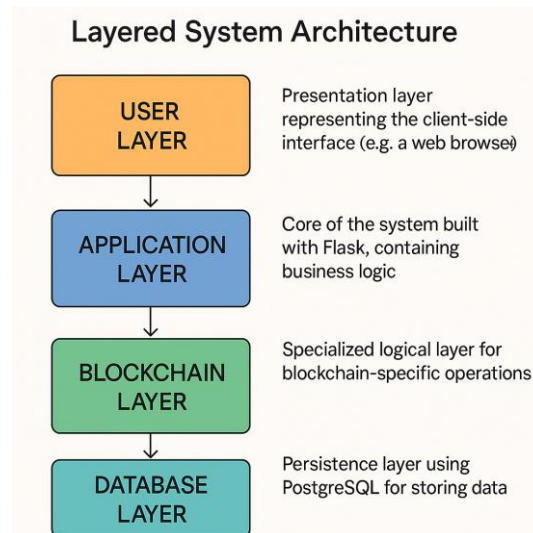 Layered System Architecture
USER
LAYER
Presentation layer
representing the client-side
interface (e.g. a web browser)
APPLICATION
LAYER
Core of the system built
with Flask, containing
business logic
BLOCKCHAIN
LAYER
Specialized logical layer for
blockchain-specific operations
DATABASE
LAYER
Persistence layer using
PostgreSQL for storing data